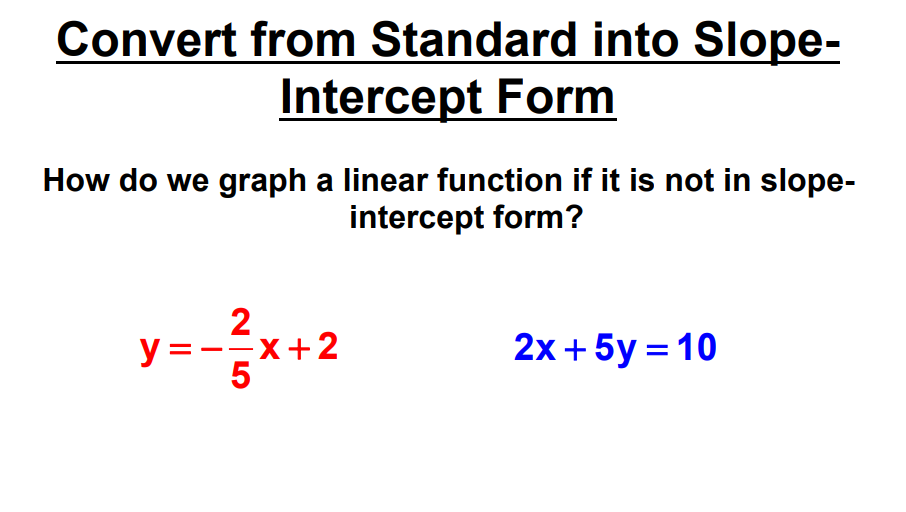 Convert from Standard into Slope-
Intercept Form
How do we graph a linear function if it is not in slope-
intercept form?
y = −2/5x + 2
2x + 5y = 10